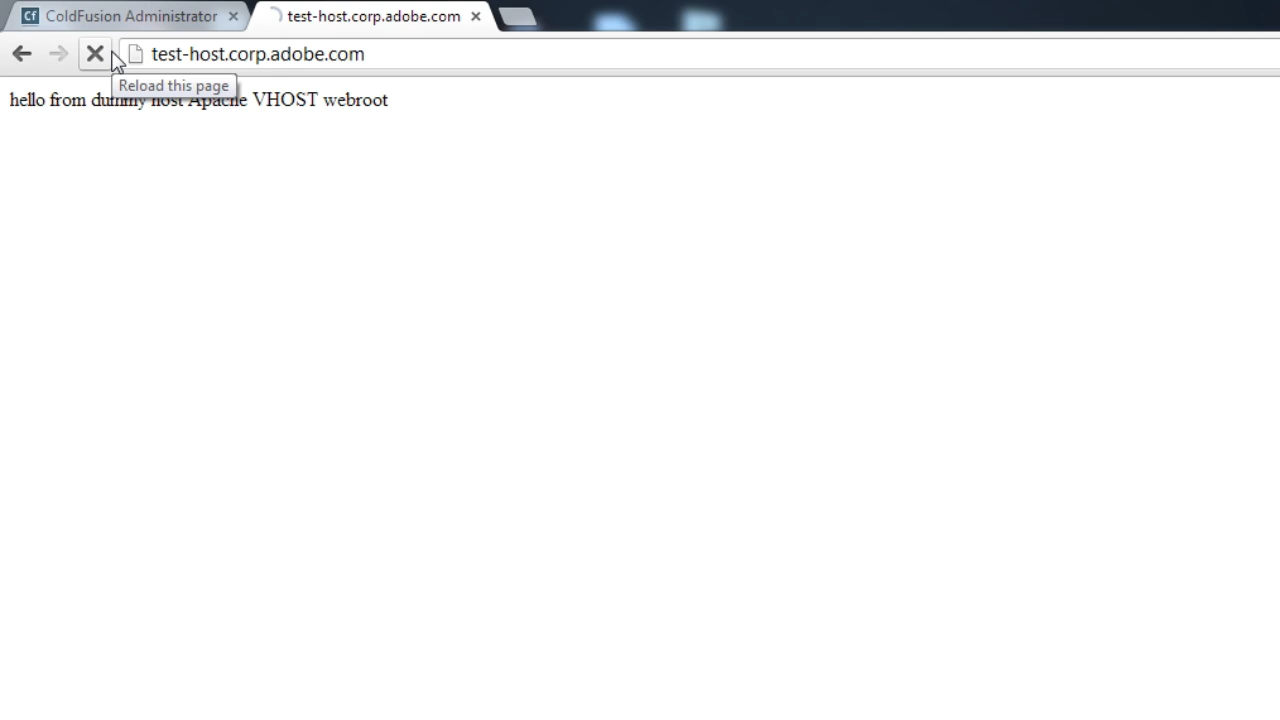 Cf ColdFusion Administrator
test-host.corp.adobe.com
test-host.corp.adobe.com
Reload this page
hello from dummy host Apache VHOST webroot